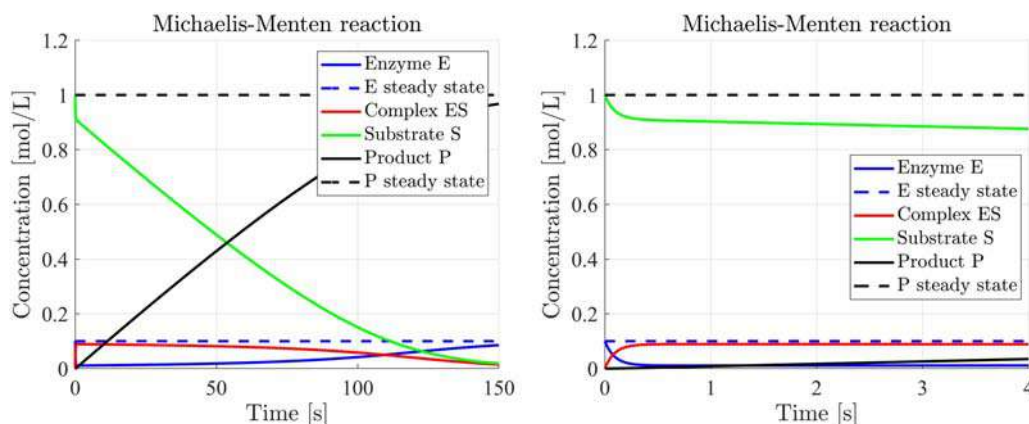 Michaelis-Menten reaction
1.2
1
0.8
0.6
0.4
0.2
0
Concentration [mol/L]
Enzyme E
E steady state
Complex ES
Substrate S
Product P
P steady state
0
50
100
150
Time [s]
Michaelis-Menten reaction
1.2
1
0.8
0.6
0.4
0.2
0
Concentration [mol/L]
Enzyme E
E steady state
Complex ES
Substrate S
Product P
P steady state
0
1
2
3
4
Time [s]